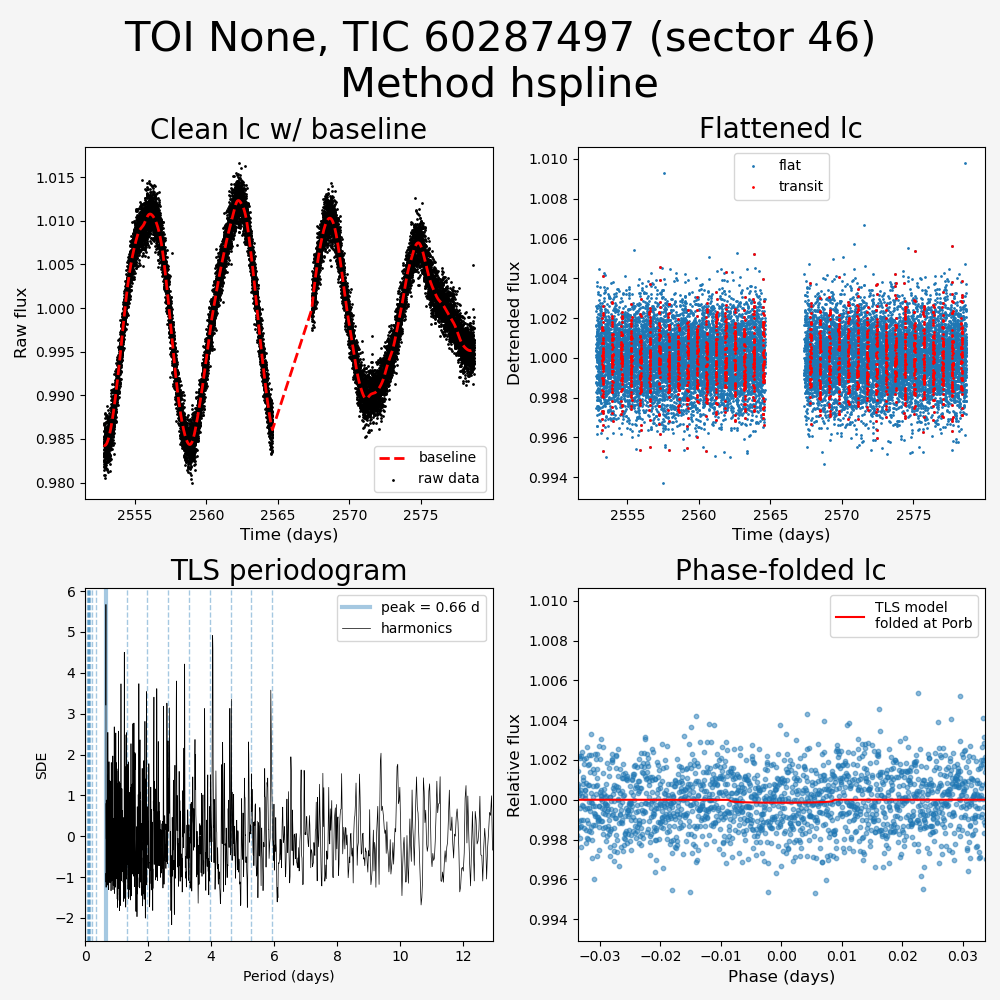 TOI None, TIC 60287497 (sector 46)
Method hspline
Clean lc w/ baseline
Flattened lc
1.015
1.010
1.005
1.000
0.995
0.990
0.985
0.980
Raw flux
baseline
raw data
2555
2560
2565
2570
2575
Time (days)
1.010
1.008
1.006
1.004
1.002
1.000
0.998
0.996
0.994
Detrended flux
flat
transit
2555
2560
2565
2570
2575
Time (days)
TLS periodogram
Phase-folded lc
6
5
4
3
2
1
0
−1
−2
SDE
peak = 0.66 d
harmonics
0
2
4
6
8
10
12
Period (days)
1.010
1.008
1.006
1.004
1.002
1.000
0.998
0.996
0.994
Relative flux
TLS model
folded at Porb
−0.03
−0.02
−0.01
0.00
0.01
0.02
0.03
Phase (days)